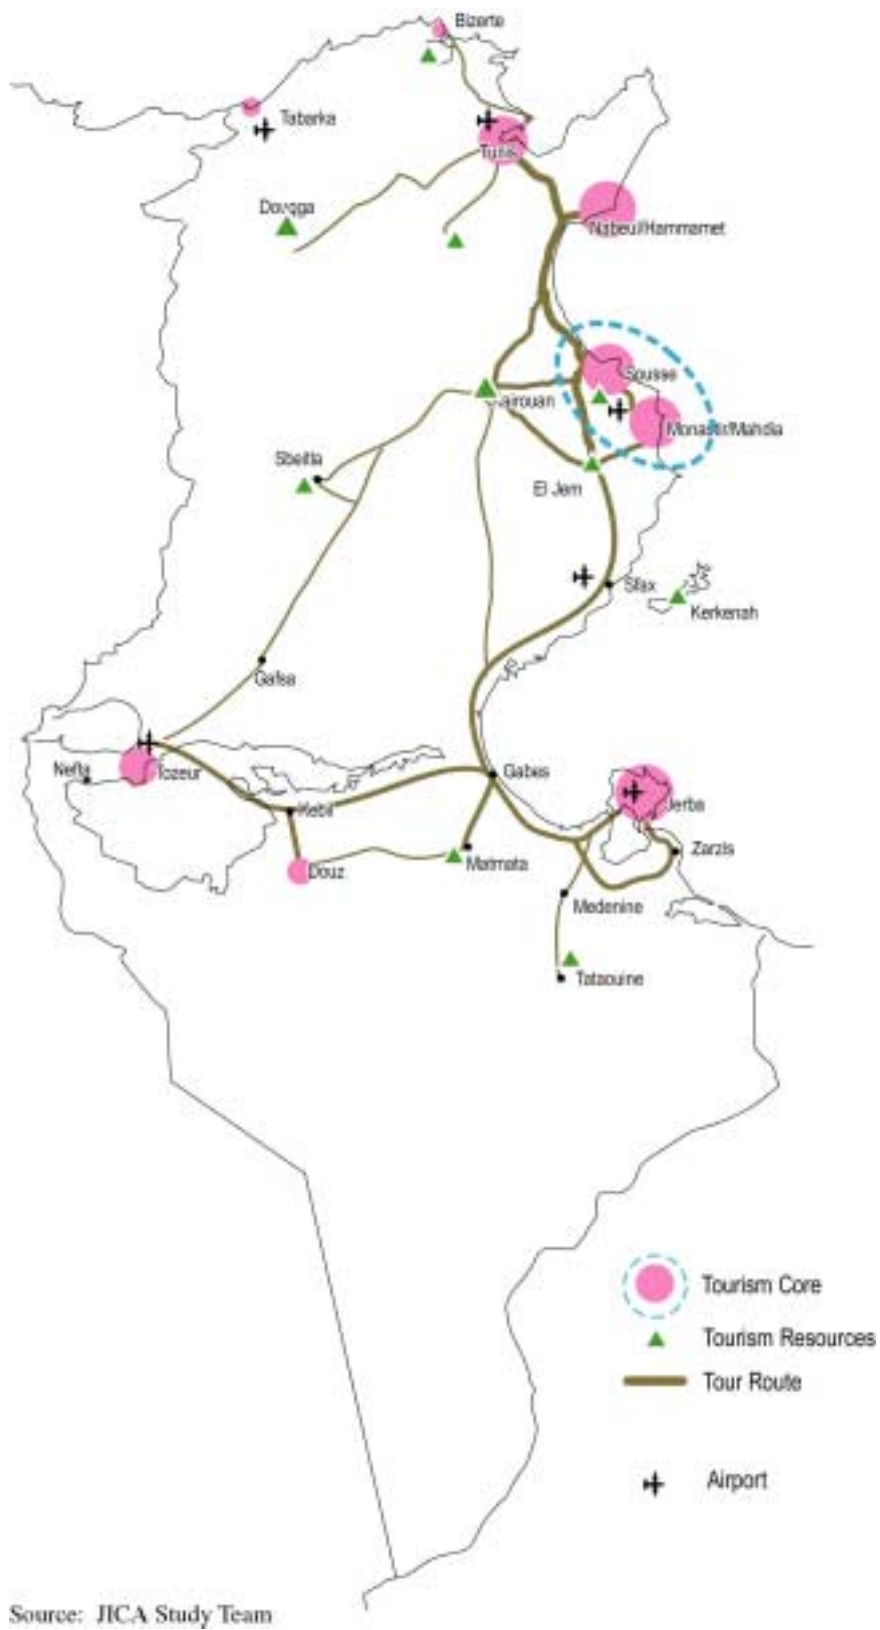 Bizerte
Tabarka
Tunis
Dougga
Nabeul/Hammamet
Sousse
Kairouan
Monastir/Mahdia
Sbeitla
El Jem
Sfax
Kerkenah
Gafsa
Nefta
Tozeur
Gabes
Jerba
Kebili
Zarzis
Douz
Matmata
Medenine
Tataouine
Tourism Core
Tourism Resources
Tour Route
Airport
Source: JICA Study Team